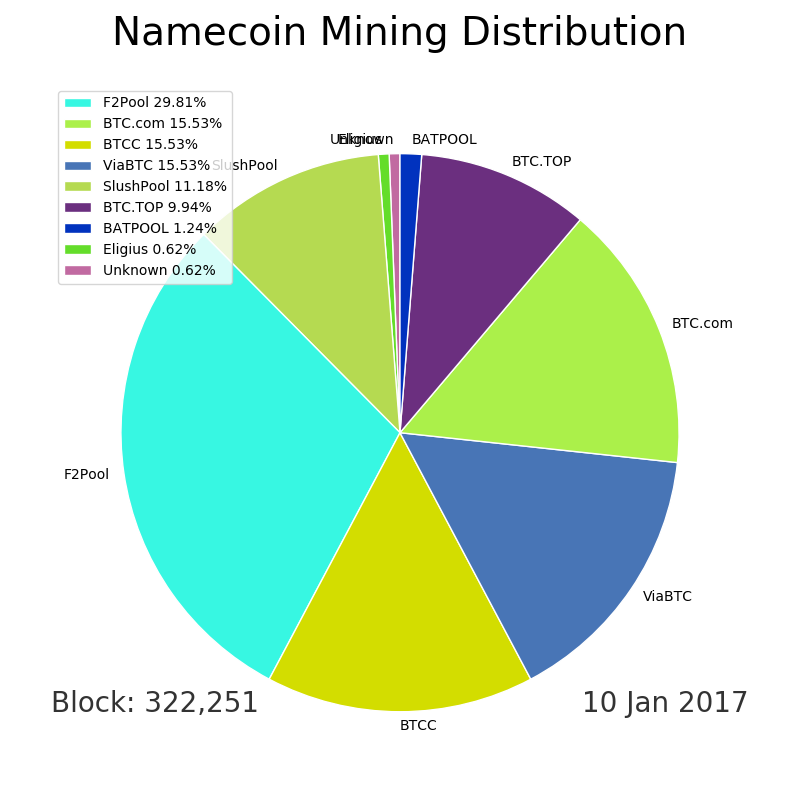 Namecoin Mining Distribution
F2Pool 29.81%
BTC.com 15.53%
BTCC 15.53%
ViaBTC 15.53%
SlushPool 11.18%
BTC.TOP 9.94%
BATPOOL 1.24%
Eligius 0.62%
Unknown 0.62%
Unknown
Eligius
BATPOOL
SlushPool
BTC.TOP
BTC.com
F2Pool
ViaBTC
BTCC
Block: 322,251
10 Jan 2017